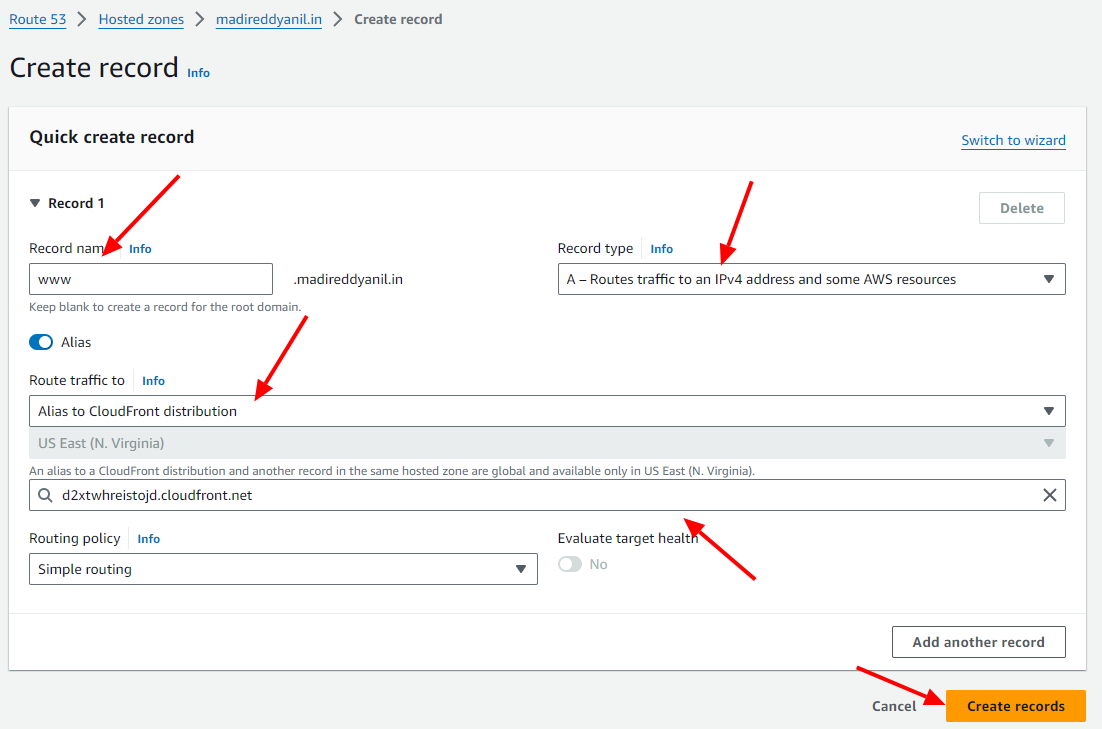 Route 53 > Hosted zones > madireddyanil.in > Create record
Create record Info
Quick create record
Switch to wizard
Record 1
Delete
Record nam Info
Record type Info
www
.madireddyanil.in
A – Routes traffic to an IPv4 address and some AWS resources
Keep blank to create a record for the root domain.
Alias
Route traffic to Info
Alias to CloudFront distribution
US East (N. Virginia)
An alias to a CloudFront distribution and another record in the same hosted zone are global and available only in US East (N. Virginia).
d2xtwhreistojd.cloudfront.net
Routing policy Info
Evaluate target health
Simple routing
No
Add another record
Cancel
Create records